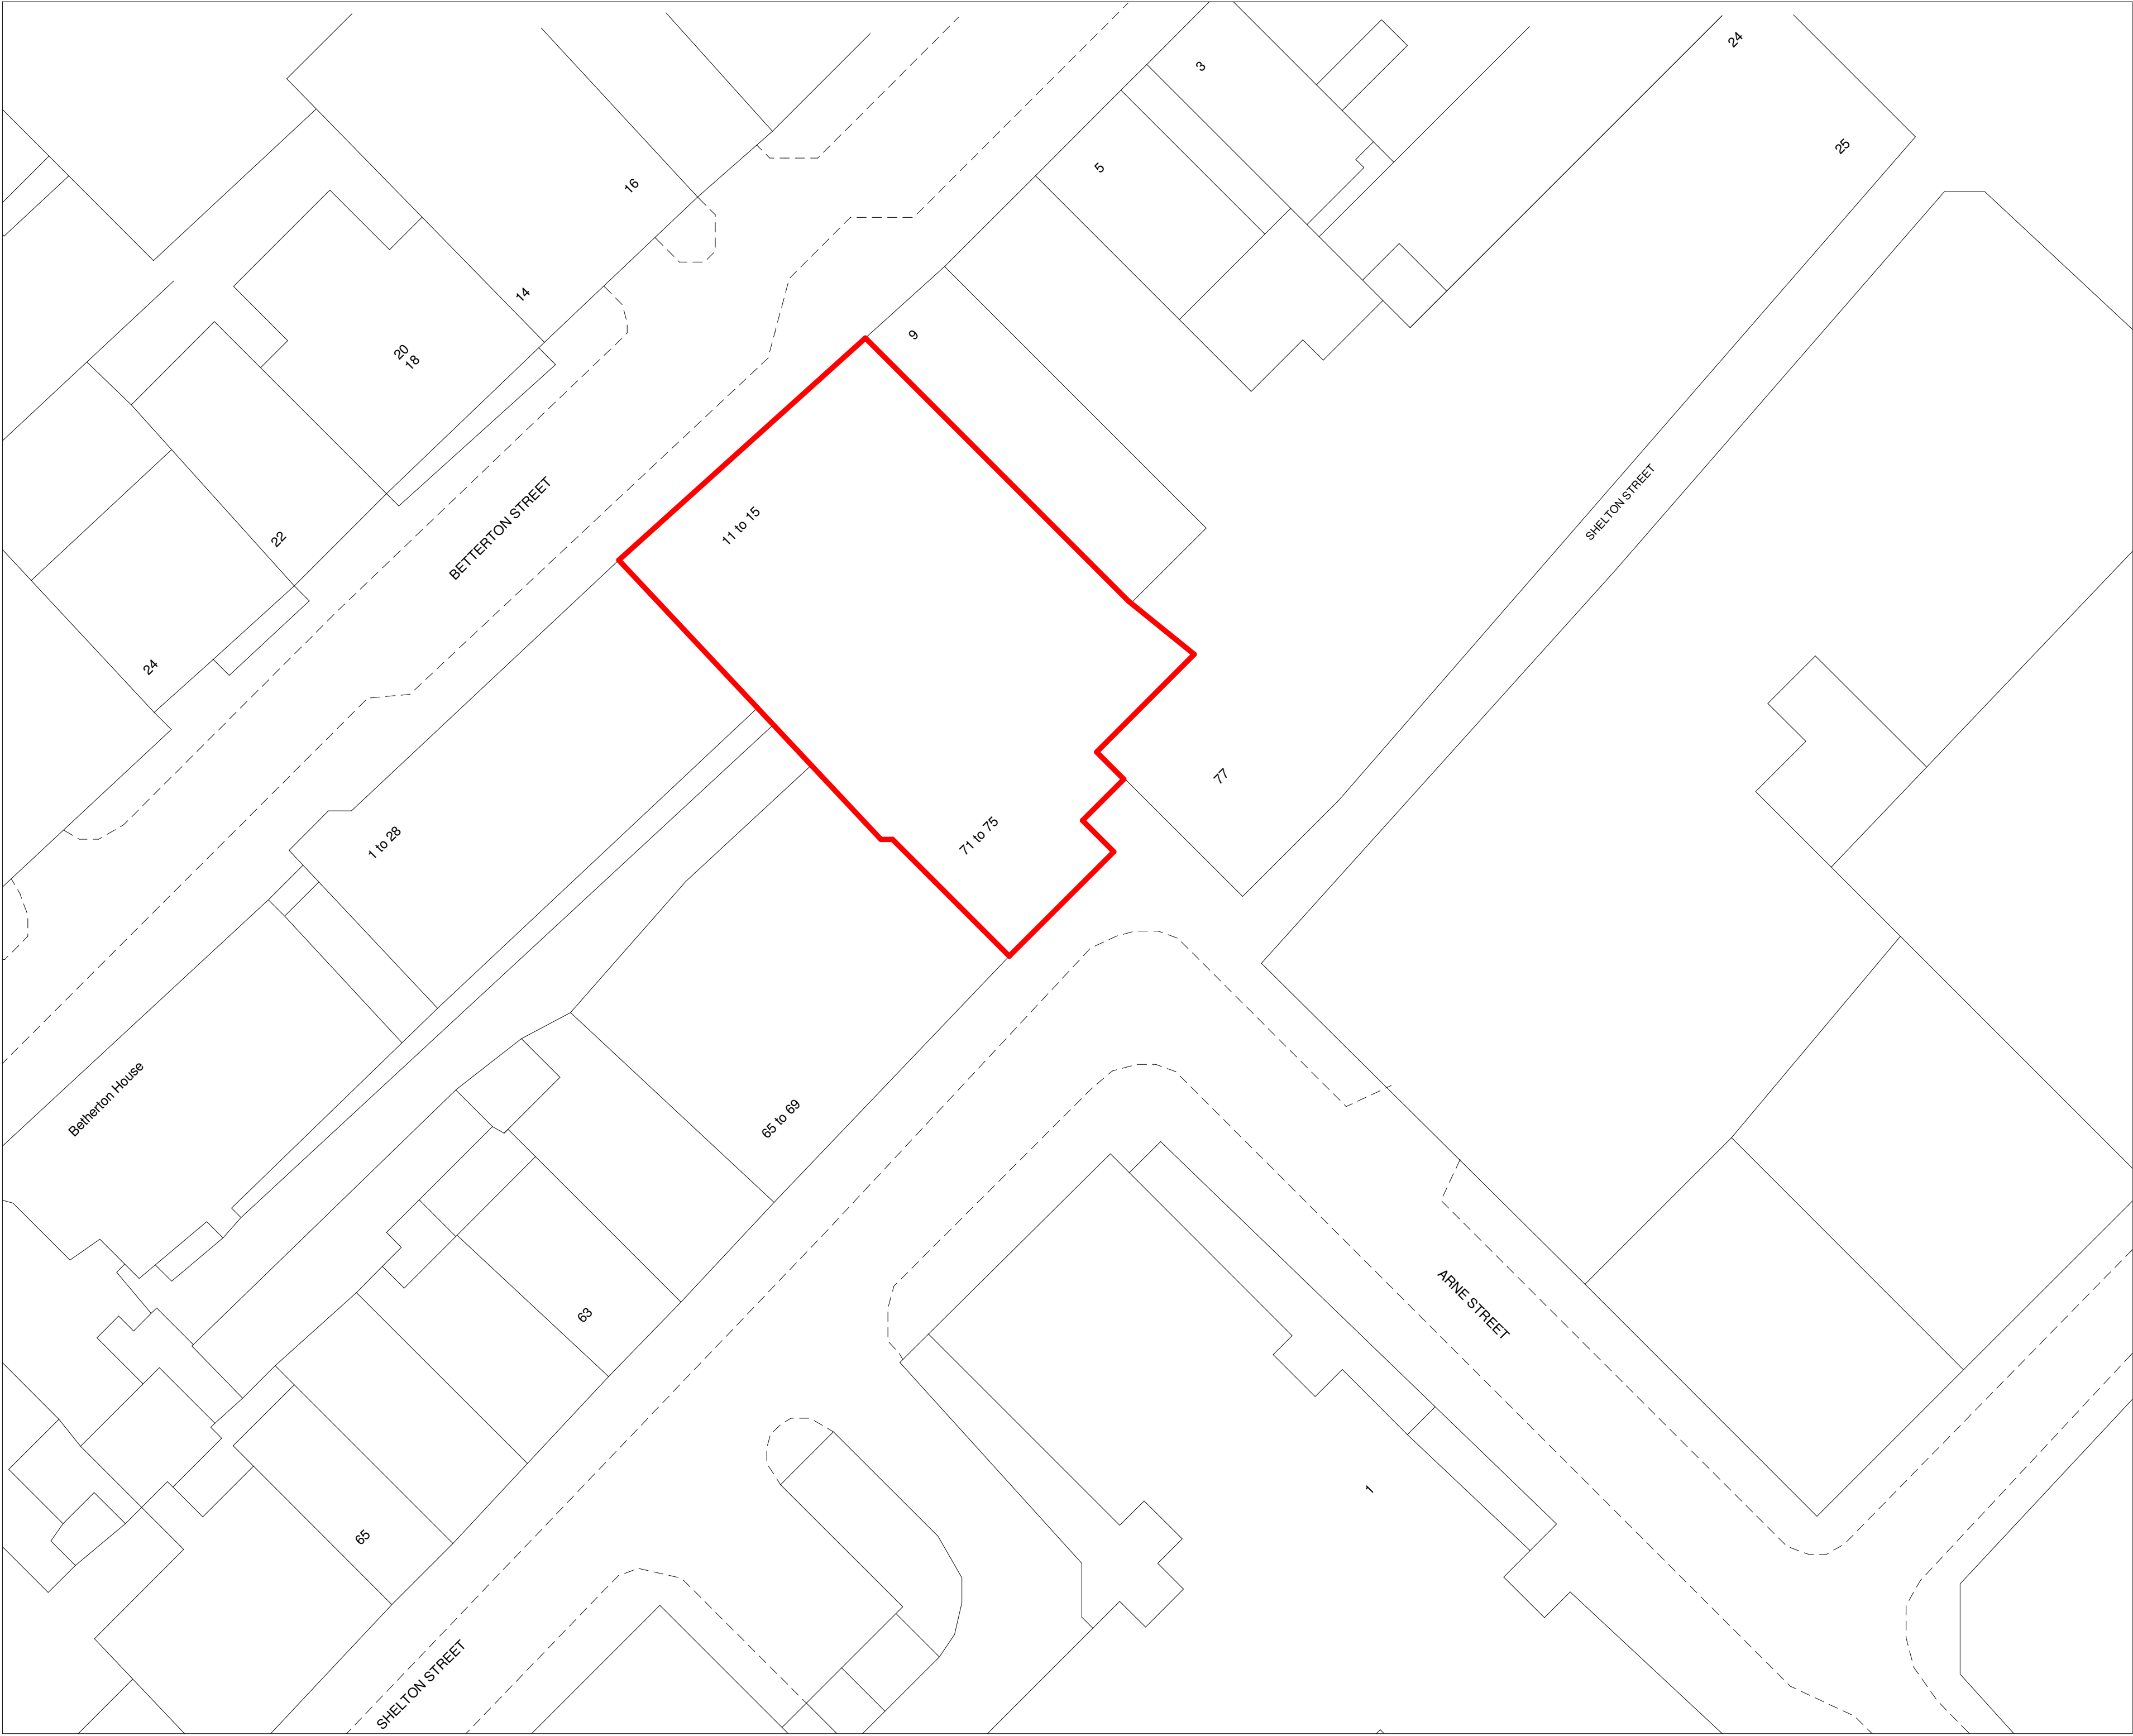 24
3
25
5
16
14
9
20
18
SHELTON STREET
11 to 15
BETTERTON STREET
22
24
77
71 to 75
1 to 28
Betherton House
65 to 69
ARNE STREET
63
1
65
SHELTON STREET